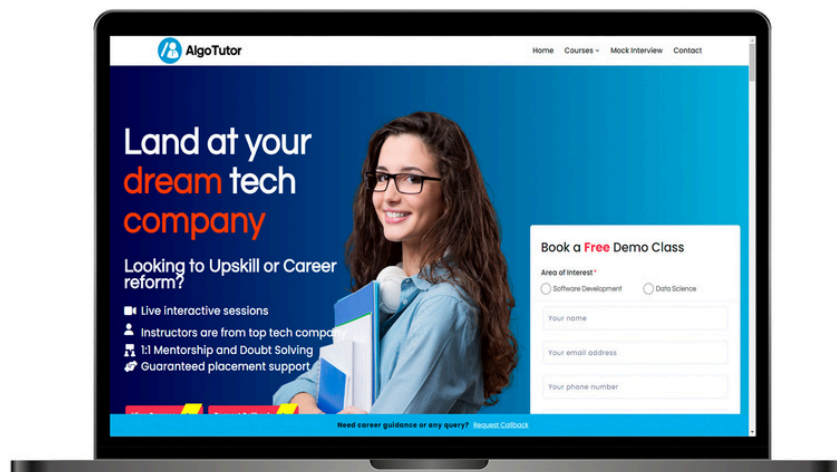 AlgoTutor
Home Courses Mock Interview Contact
Land at your
dream tech
company
Looking to Upskill or Career
reform?
Live interactive sessions
Instructors are from top tech company
1:1 Mentorship and Doubt Solving
Guaranteed placement support
Book a Free Demo Class
Area of Interest *
Software Development Data Science
Your name
Your email address
Your phone number
Need career guidance or any query? Request Callback